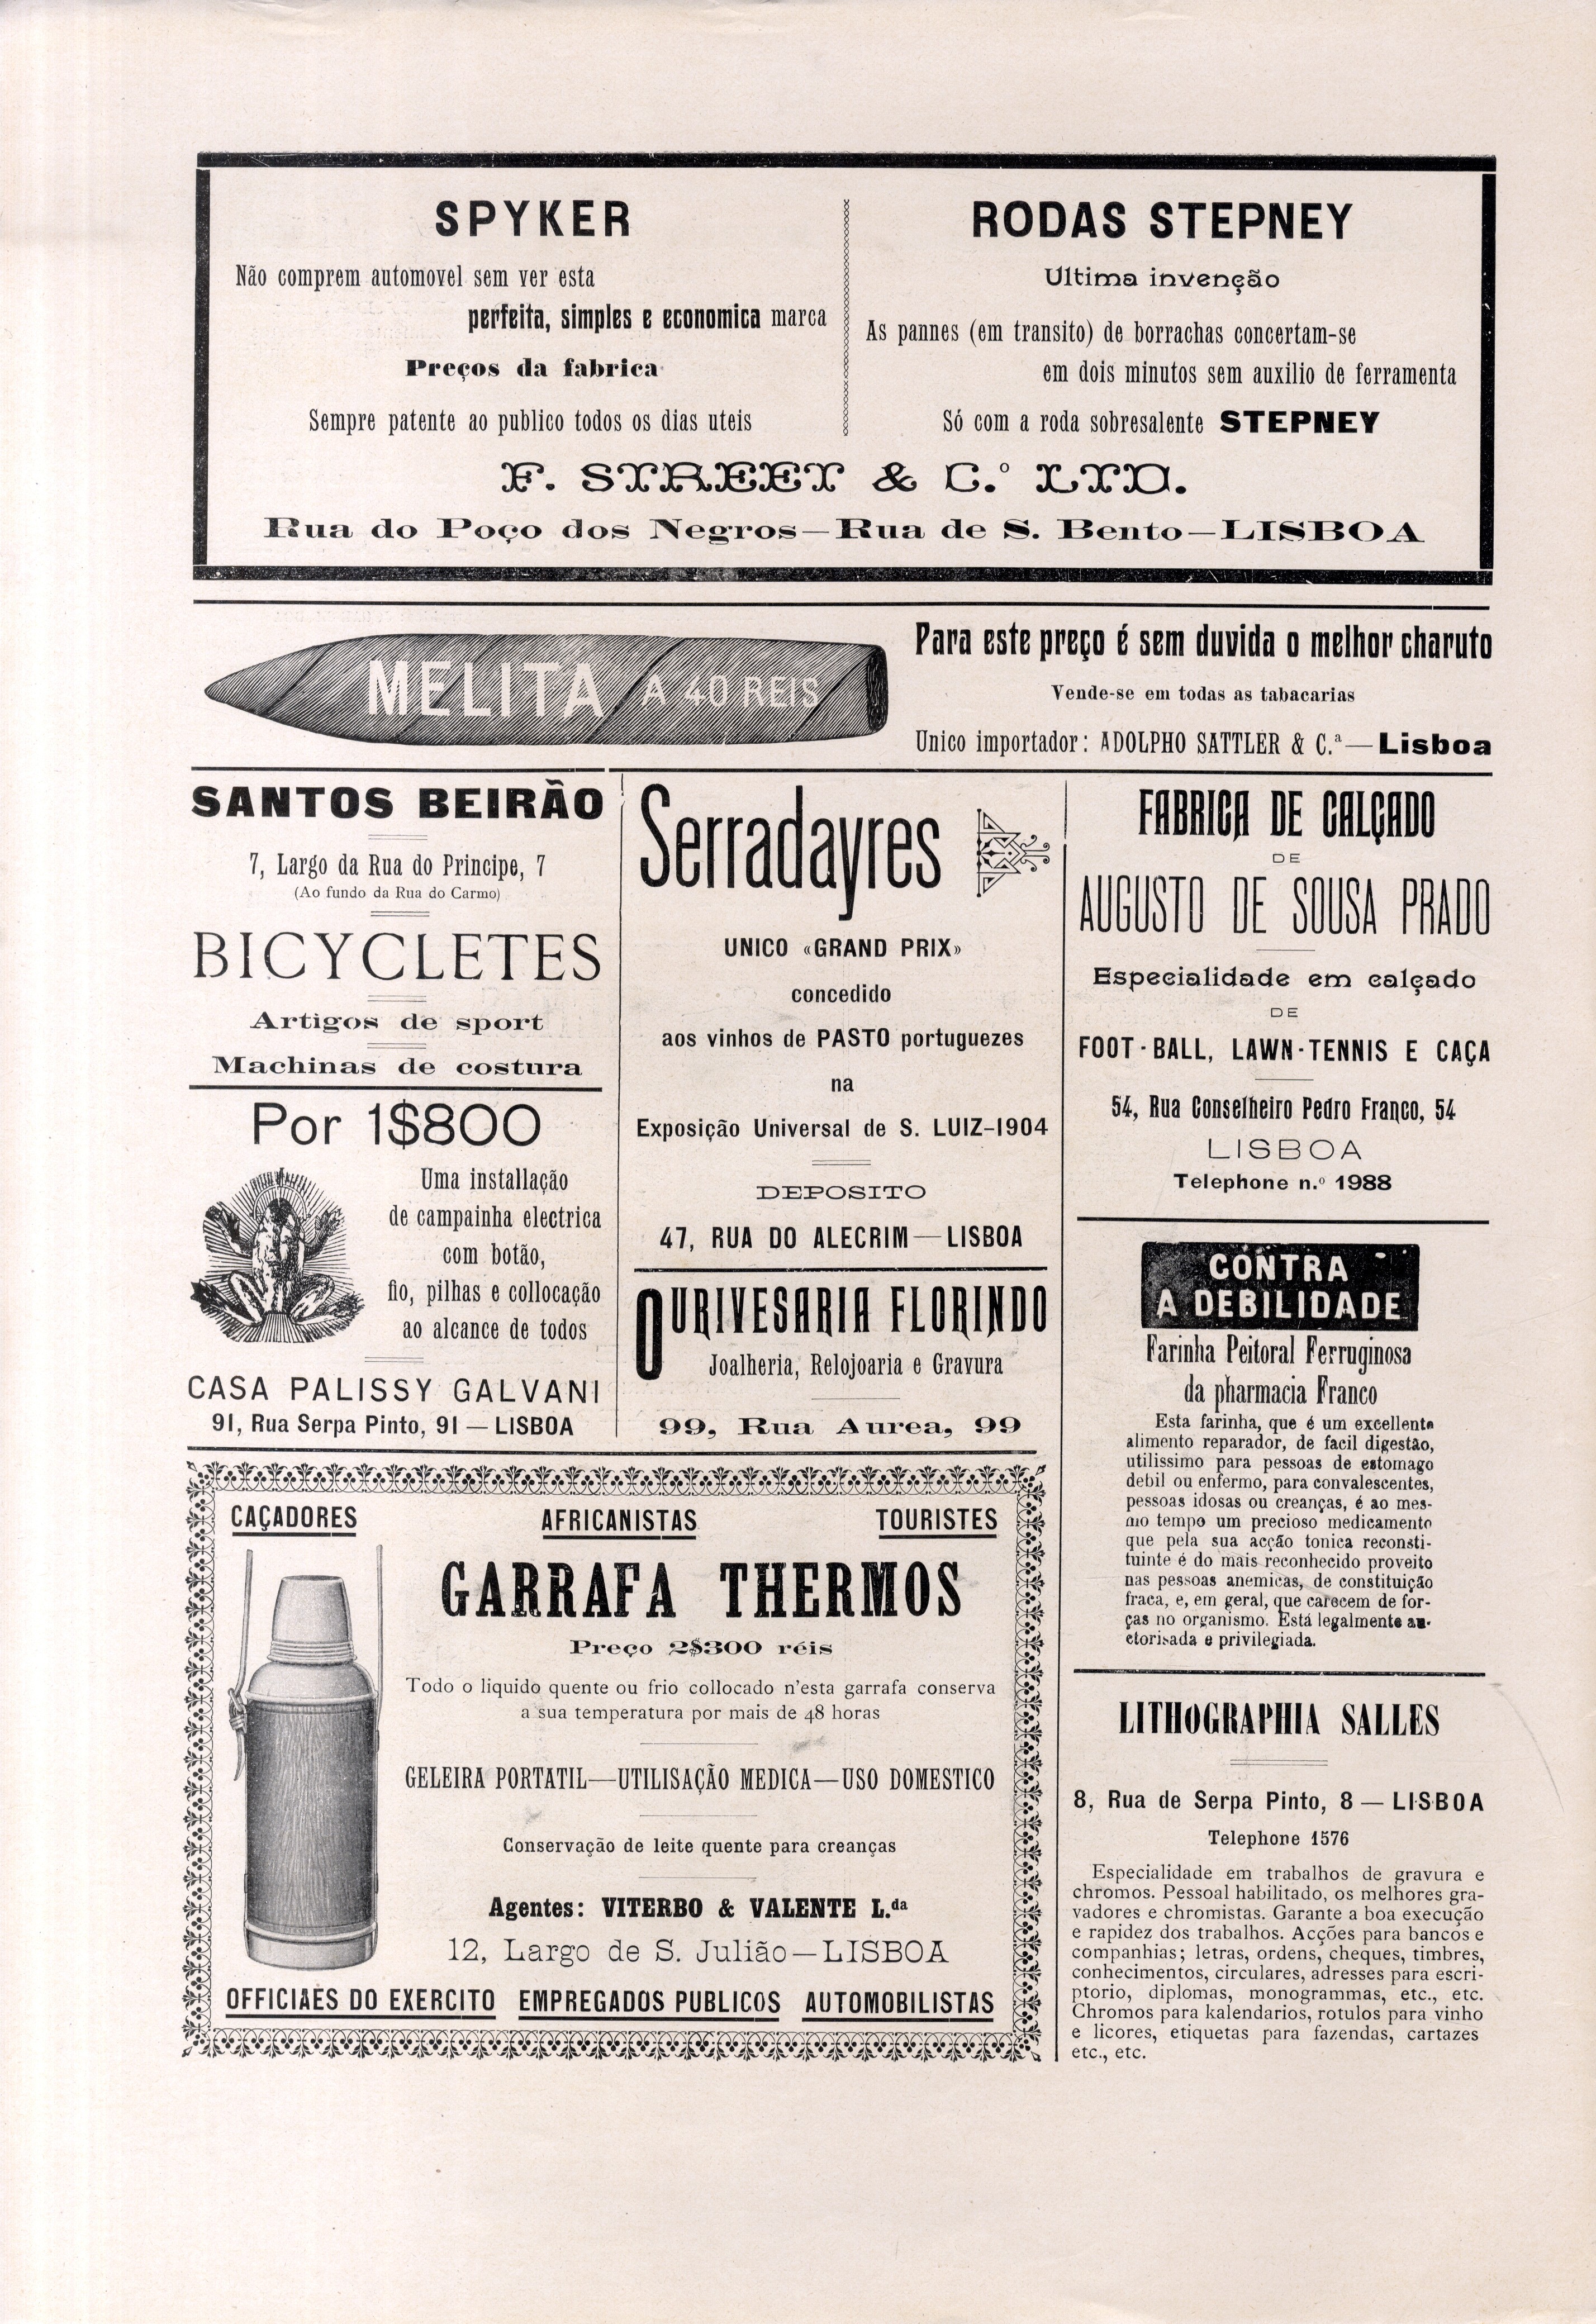 SPYKER
Não comprem automovel sem ver esta
perfeita, simples e economica marca
Preços da fabrica
Sempre patente ao publico todos os dias uteis
RODAS STEPNEY
Ultima invenção
As pannes (em transito) de borrachas concertam-se
em dois minutos sem auxilio de ferramenta
Só com a roda sobresalente STEPNEY
F. STREET & C.º LTD.
Rua do Poço dos Negros—Rua de S. Bento—LISBOA
MELITA A 40 REIS
Para este preço é sem duvida o melhor charuto
Vende-se em todas as tabacarias
Unico importador: ADOLPHO SATTLER & C.ª—Lisboa
SANTOS BEIRÃO
7, Largo da Rua do Principe, 7
(Ao fundo da Rua do Carmo)
BICYCLETES
Artigos de sport
Machinas de costura
Por 1$800
Uma installação
de campainha electrica
com botão,
fio, pilhas e collocação
ao alcance de todos
CASA PALISSY GALVANI
91, Rua Serpa Pinto, 91 — LISBOA
Serradayres
UNICO «GRAND PRIX»
concedido
aos vinhos de PASTO portuguezes
na
Exposição Universal de S. LUIZ-1904
DEPOSITO
47, RUA DO ALECRIM—LISBOA
OURIVESARIA FLORINDO
Joalheria, Relojoaria e Gravura
99, Rua Aurea, 99
FABRICA DE CALÇADO
DE
AUGUSTO DE SOUSA PRADO
Especialidade em calçado
DE
FOOT-BALL, LAWN-TENNIS E CAÇA
54, Rua Conselheiro Pedro Franco, 54
LISBOA
Telephone n.º 1988
CONTRA
A DEBILIDADE
Farinha Peitoral Ferruginosa
da pharmacia Franco
Esta farinha, que é um excellente
alimento reparador, de facil digestão,
utilissimo para pessoas de estomago
debil ou enfermo, para convalescentes,
pessoas idosas ou creanças, é ao mes-
mo tempo um precioso medicamento
que pela sua acção tonica reconsti-
tuinte é do mais reconhecido proveito
nas pessoas anemicas, de constituição
fraca, e, em geral, que carecem de for-
ças no organismo. Está legalmente au-
ctorisada e privilegiada.
LITHOGRAPHIA SALLES
8, Rua de Serpa Pinto, 8 — LISBOA
Telephone 1576
Especialidade em trabalhos de gravura e
chromos. Pessoal habilitado, os melhores gra-
vadores e chromistas. Garante a boa execução
e rapidez dos trabalhos. Acções para bancos e
companhias; letras, ordens, cheques, timbres,
conhecimentos, circulares, adresses para escri-
ptorio, diplomas, monogrammas, etc., etc.
Chromos para kalendarios, rotulos para vinho
e licores, etiquetas para fazendas, cartazes
etc., etc.
CAÇADORES AFRICANISTAS TOURISTES
GARRAFA THERMOS
Preço 2$300 réis
Todo o liquido quente ou frio collocado n'esta garrafa conserva
a sua temperatura por mais de 48 horas
GELEIRA PORTATIL—UTILISAÇÃO MEDICA—USO DOMESTICO
Conservação de leite quente para creanças
Agentes: VITERBO & VALENTE L.da
12, Largo de S. Julião—LISBOA
OFFICIAES DO EXERCITO EMPREGADOS PUBLICOS AUTOMOBILISTAS